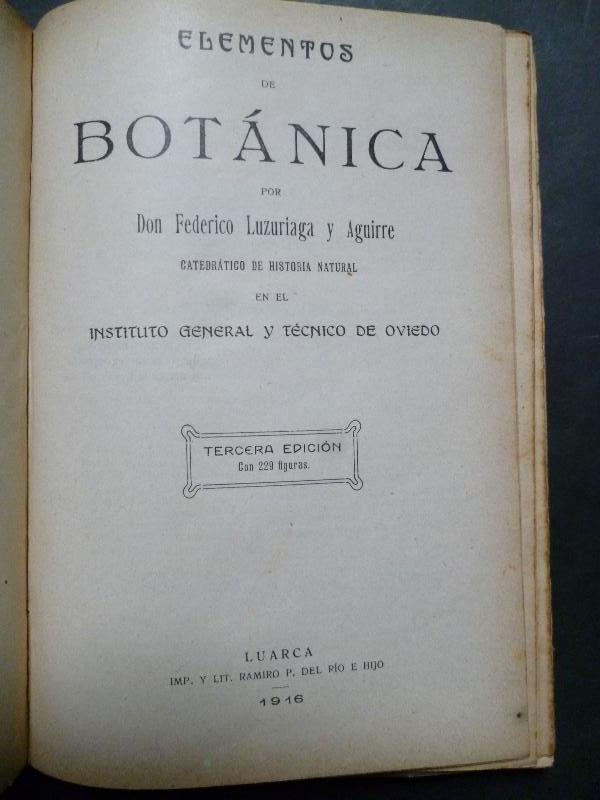 ELEMENTOS
DE
BOTÁNICA
POR
Don Federico Luzuriaga y Aguirre
CATEDRÁTICO DE HISTORIA NATURAL
EN EL
INSTITUTO GENERAL Y TÉCNICO DE OVIEDO
TERCERA EDICIÓN
Con 229 figuras.
LUARCA
IMP. Y LIT. RAMIRO P. DEL RÍO E HIJO
1916